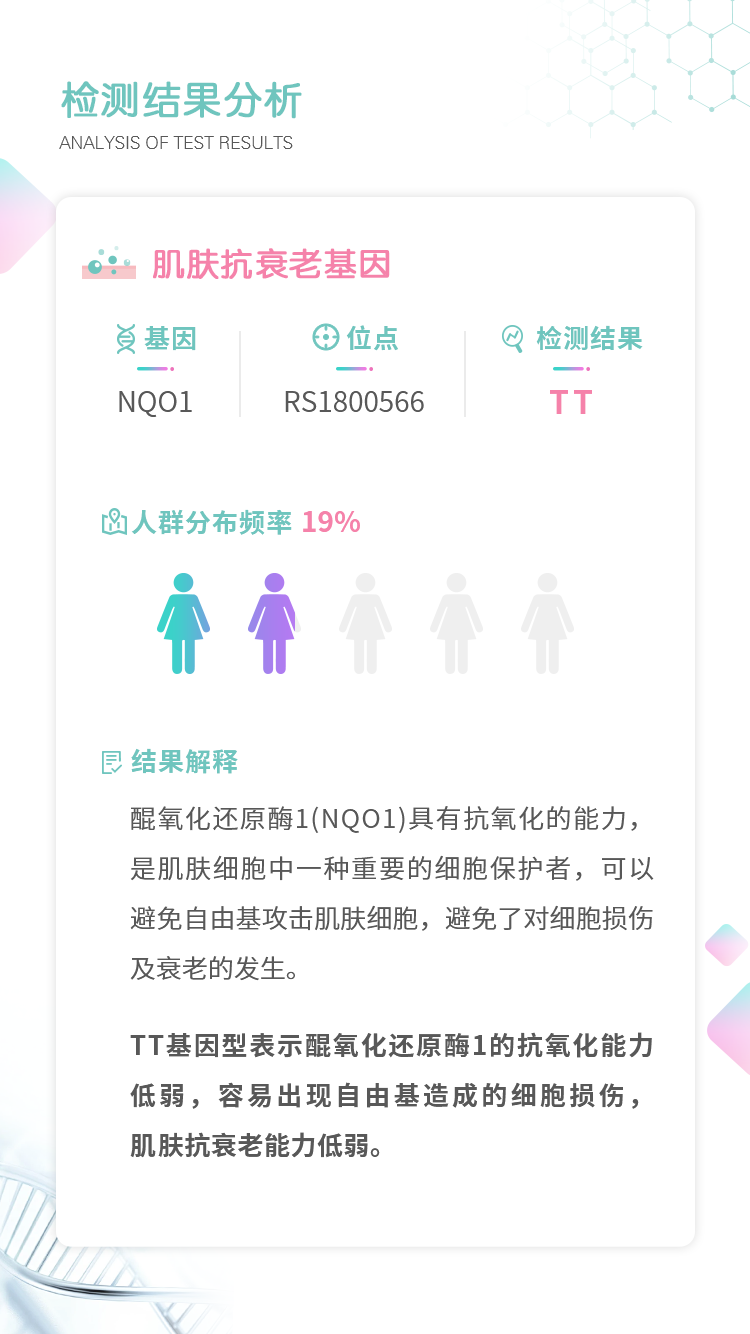 检测结果分析
ANALYSIS OF TEST RESULTS
肌肤抗衰老基因
基因
位点
检测结果
NQO1
RS1800566
TT
人群分布频率 19%
结果解释
醌氧化还原酶1(NQO1)具有抗氧化的能力，
是肌肤细胞中一种重要的细胞保护者，可以
避免自由基攻击肌肤细胞，避免了对细胞损伤
及衰老的发生。
TT基因型表示醌氧化还原酶1的抗氧化能力
低弱，容易出现自由基造成的细胞损伤，
肌肤抗衰老能力低弱。